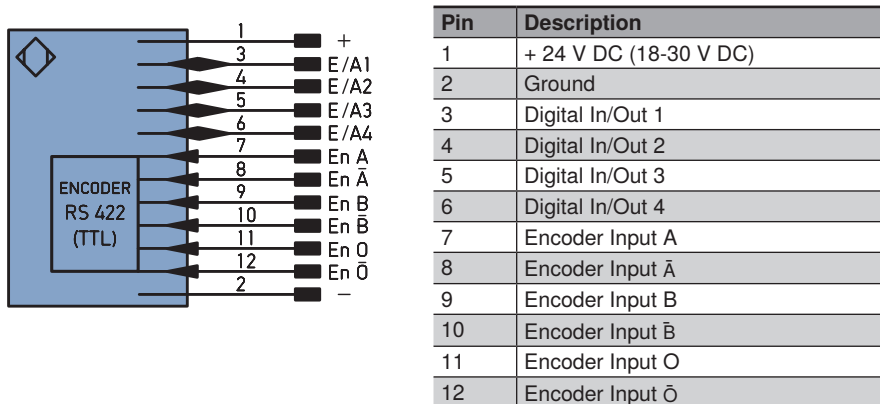 1 +
3 E/A1
4 E/A2
5 E/A3
6 E/A4
7 En A
8 En Ā
9 En B
10 En B̄
11 En O
12 En Ō
2 −
ENCODER
RS 422
(TTL)
Pin Description
1 + 24 V DC (18-30 V DC)
2 Ground
3 Digital In/Out 1
4 Digital In/Out 2
5 Digital In/Out 3
6 Digital In/Out 4
7 Encoder Input A
8 Encoder Input Ā
9 Encoder Input B
10 Encoder Input B̄
11 Encoder Input O
12 Encoder Input Ō